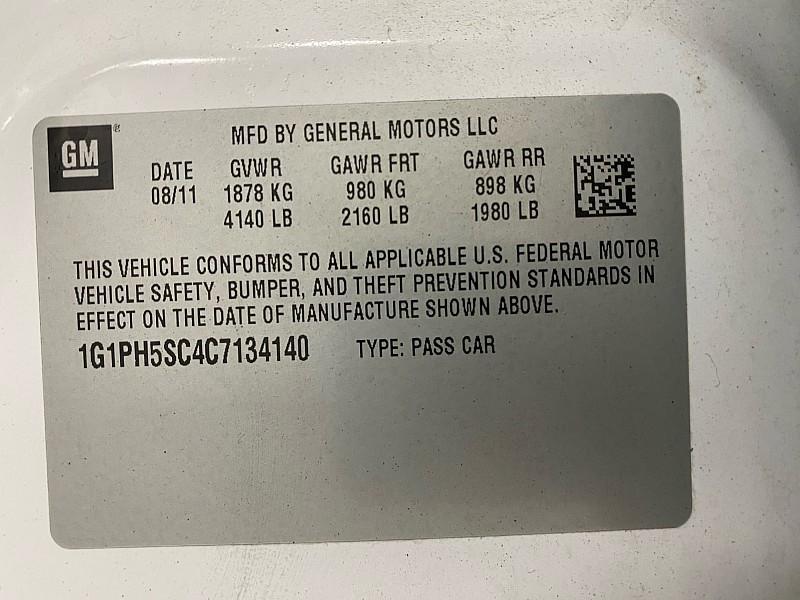 GM
MFD BY GENERAL MOTORS LLC
DATE GVWR GAWR FRT GAWR RR
08/11 1878 KG 980 KG 898 KG
4140 LB 2160 LB 1980 LB
THIS VEHICLE CONFORMS TO ALL APPLICABLE U.S. FEDERAL MOTOR
VEHICLE SAFETY, BUMPER, AND THEFT PREVENTION STANDARDS IN
EFFECT ON THE DATE OF MANUFACTURE SHOWN ABOVE.
1G1PH5SC4C7134140 TYPE: PASS CAR